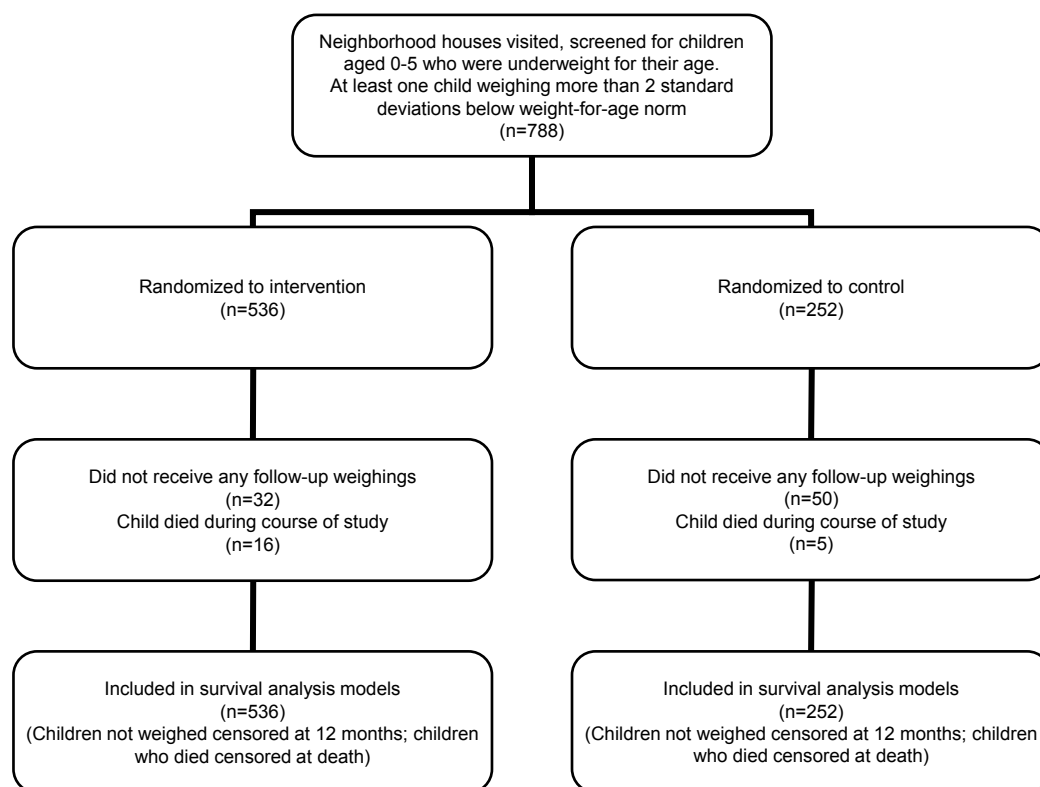 Neighborhood houses visited, screened for children
aged 0-5 who were underweight for their age.
At least one child weighing more than 2 standard
deviations below weight-for-age norm
(n=788)
Randomized to intervention
(n=536)
Randomized to control
(n=252)
Did not receive any follow-up weighings
(n=32)
Child died during course of study
(n=16)
Did not receive any follow-up weighings
(n=50)
Child died during course of study
(n=5)
Included in survival analysis models
(n=536)
(Children not weighed censored at 12 months; children
who died censored at death)
Included in survival analysis models
(n=252)
(Children not weighed censored at 12 months; children
who died censored at death)